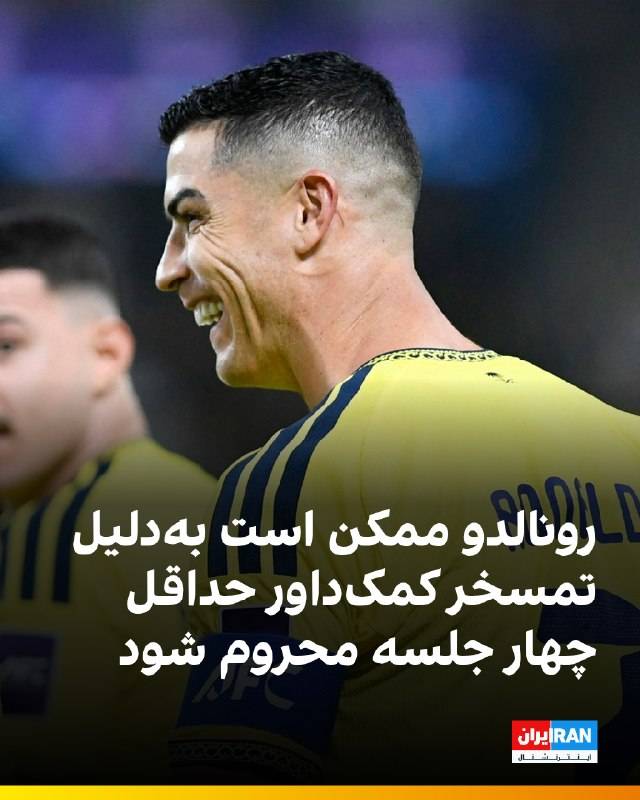 رونالدو ممکن است به‌دلیل
تمسخر کمک‌داور حداقل
چهار جلسه محروم شود
ایران IRAN
اینترنشنال